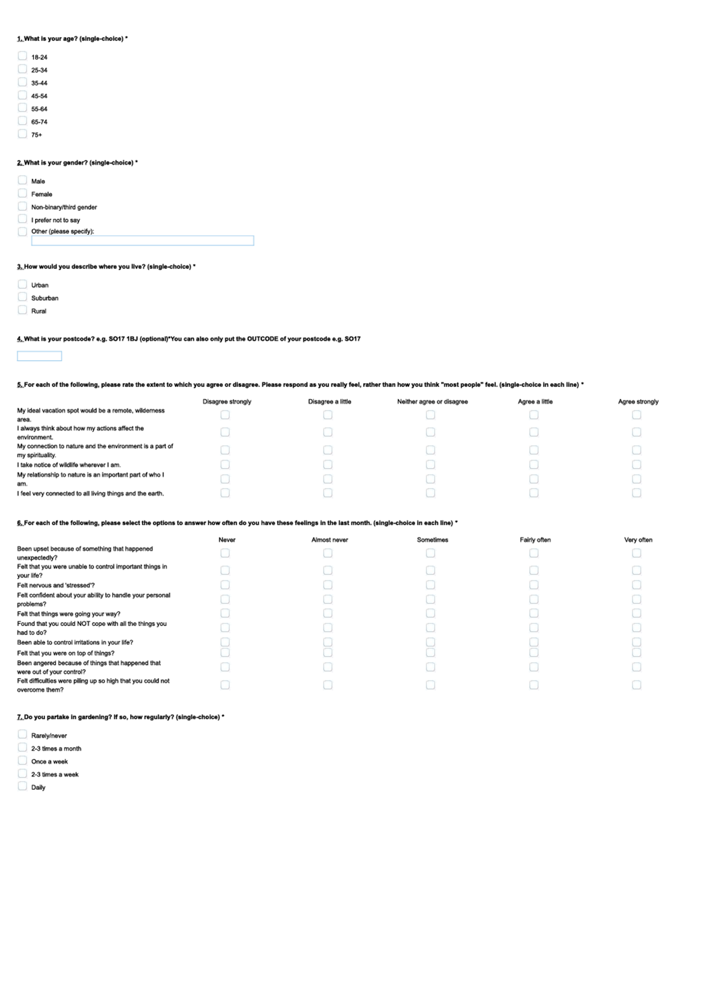 1. What is your age? (single-choice) *
18-24
25-34
35-44
45-54
55-64
65-74
75+
2. What is your gender? (single-choice) *
Male
Female
Non-binary/third gender
I prefer not to say
Other (please specify):
3. How would you describe where you live? (single-choice) *
Urban
Suburban
Rural
4. What is your postcode? e.g. SO17 1BJ (optional)*You can also only put the OUTCODE of your postcode e.g. SO17
5. For each of the following, please rate the extent to which you agree or disagree. Please respond as you really feel, rather than how you think "most people" feel. (single-choice in each line) *
Disagree strongly Disagree a little Neither agree or disagree Agree a little Agree strongly
My ideal vacation spot would be a remote, wilderness
area.
I always think about how my actions affect the
environment.
My connection to nature and the environment is a part of
my spirituality.
I take notice of wildlife wherever I am.
My relationship to nature is an important part of who I
am.
I feel very connected to all living things and the earth.
6. For each of the following, please select the options to answer how often do you have these feelings in the last month. (single-choice in each line) *
Never Almost never Sometimes Fairly often Very often
Been upset because of something that happened
unexpectedly?
Felt that you were unable to control important things in
your life?
Felt nervous and 'stressed'?
Felt confident about your ability to handle your personal
problems?
Felt that things were going your way?
Found that you could NOT cope with all the things you
had to do?
Been able to control irritations in your life?
Felt that you were on top of things?
Been angered because of things that happened that
were out of your control?
Felt difficulties were piling up so high that you could not
overcome them?
7. Do you partake in gardening? If so, how regularly? (single-choice) *
Rarely/never
2-3 times a month
Once a week
2-3 times a week
Daily